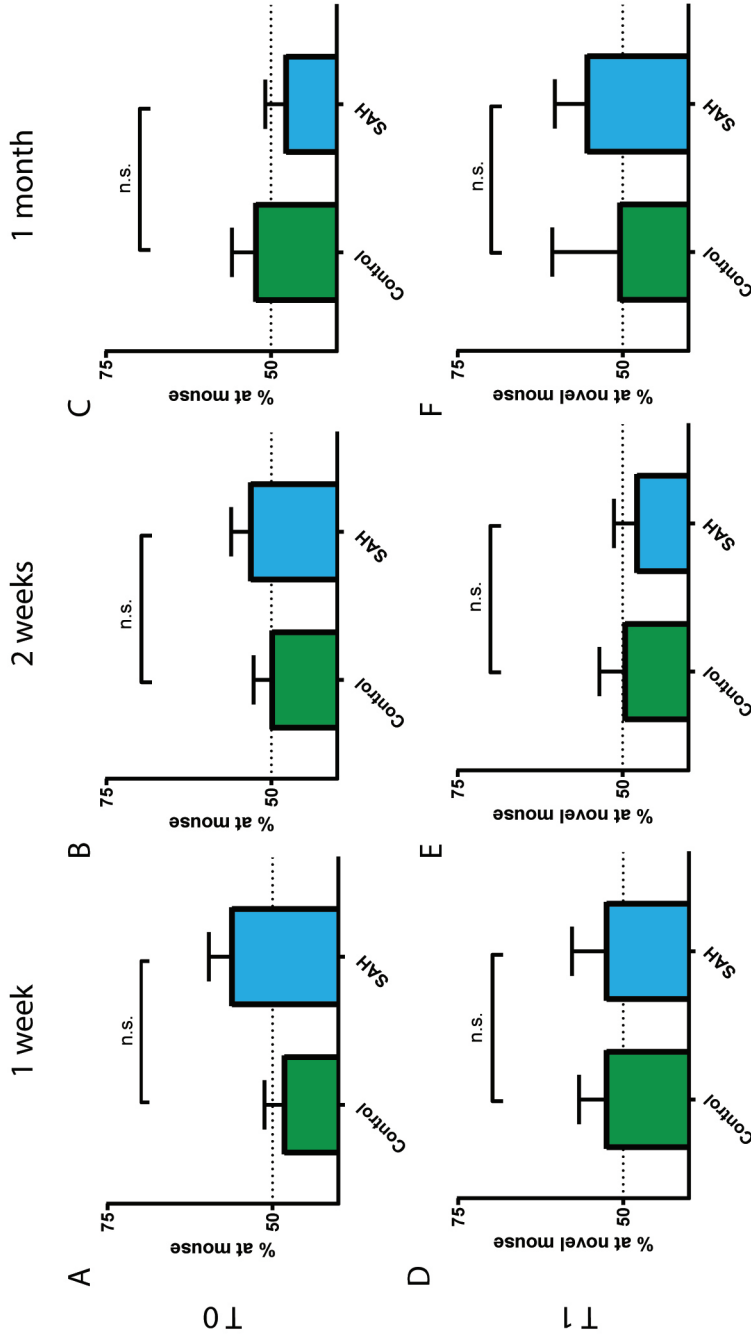 1 week
2 weeks
1 month
T0
A
75
50
% at mouse
n.s.
Control
SAH
B
75
50
% at mouse
n.s.
Control
SAH
C
75
50
% at mouse
n.s.
Control
SAH
T1
D
75
50
% at novel mouse
n.s.
Control
SAH
E
75
50
% at novel mouse
n.s.
Control
SAH
F
75
50
% at novel mouse
n.s.
Control
SAH